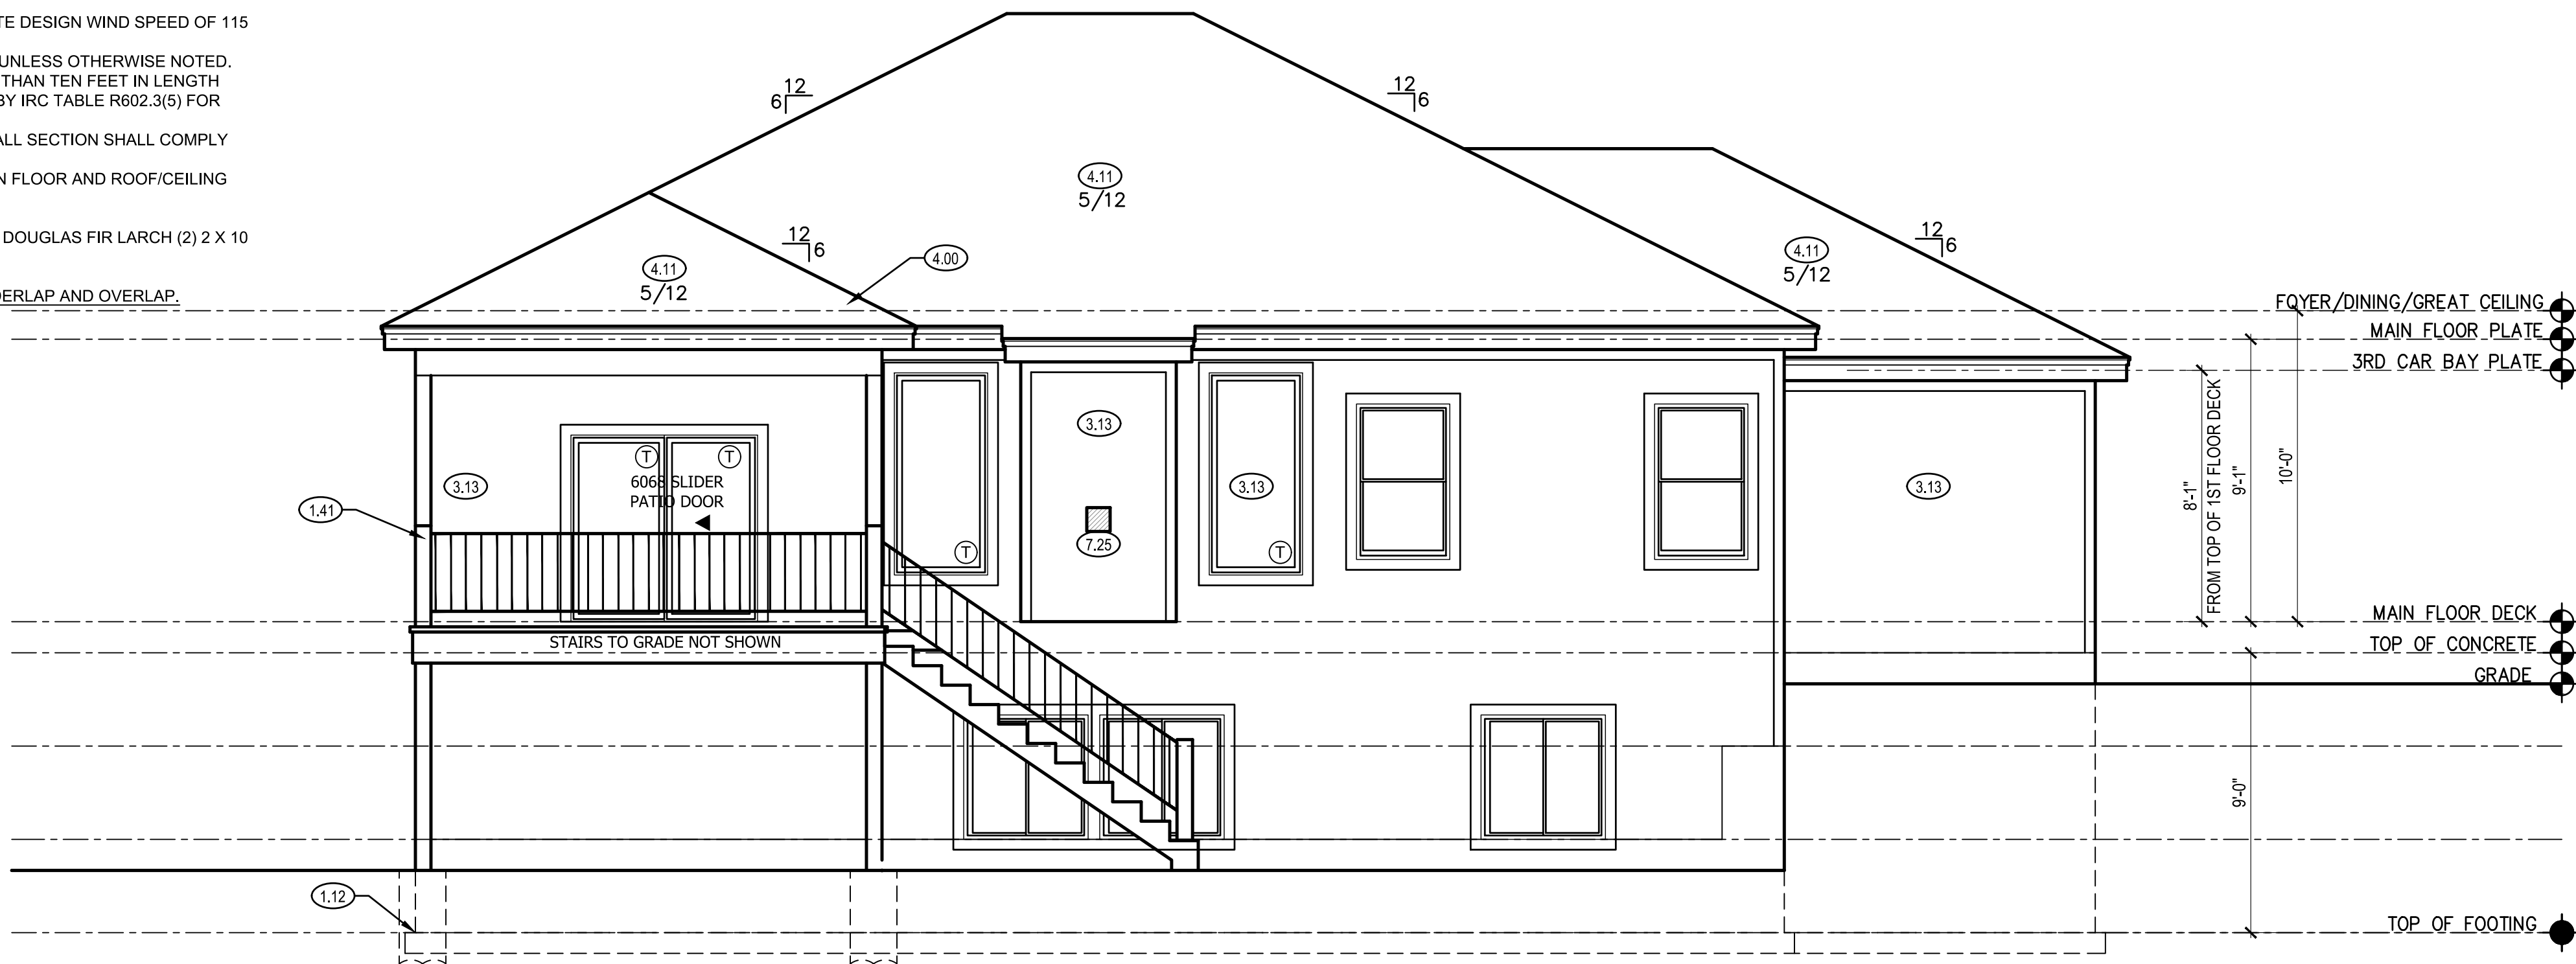 TE DESIGN WIND SPEED OF 115
UNLESS OTHERWISE NOTED.
THAN TEN FEET IN LENGTH
BY IRC TABLE R602.3(5) FOR
ALL SECTION SHALL COMPLY
N FLOOR AND ROOF/CEILING
DOUGLAS FIR LARCH (2) 2 X 10
DERLAP AND OVERLAP.
12
6
12
6
4.11
5/12
12
6
4.00
4.11
5/12
12
6
4.11
5/12
FOYER/DINING/GREAT CEILING
MAIN FLOOR PLATE
3RD CAR BAY PLATE
3.13
T
T
6068 SLIDER
PATIO DOOR
3.13
1.41
3.13
3.13
7.25
T
T
8'-1"
FROM TOP OF 1ST FLOOR DECK
9'-1"
10'-0"
MAIN FLOOR DECK
STAIRS TO GRADE NOT SHOWN
TOP OF CONCRETE
GRADE
9'-0"
1.12
TOP OF FOOTING